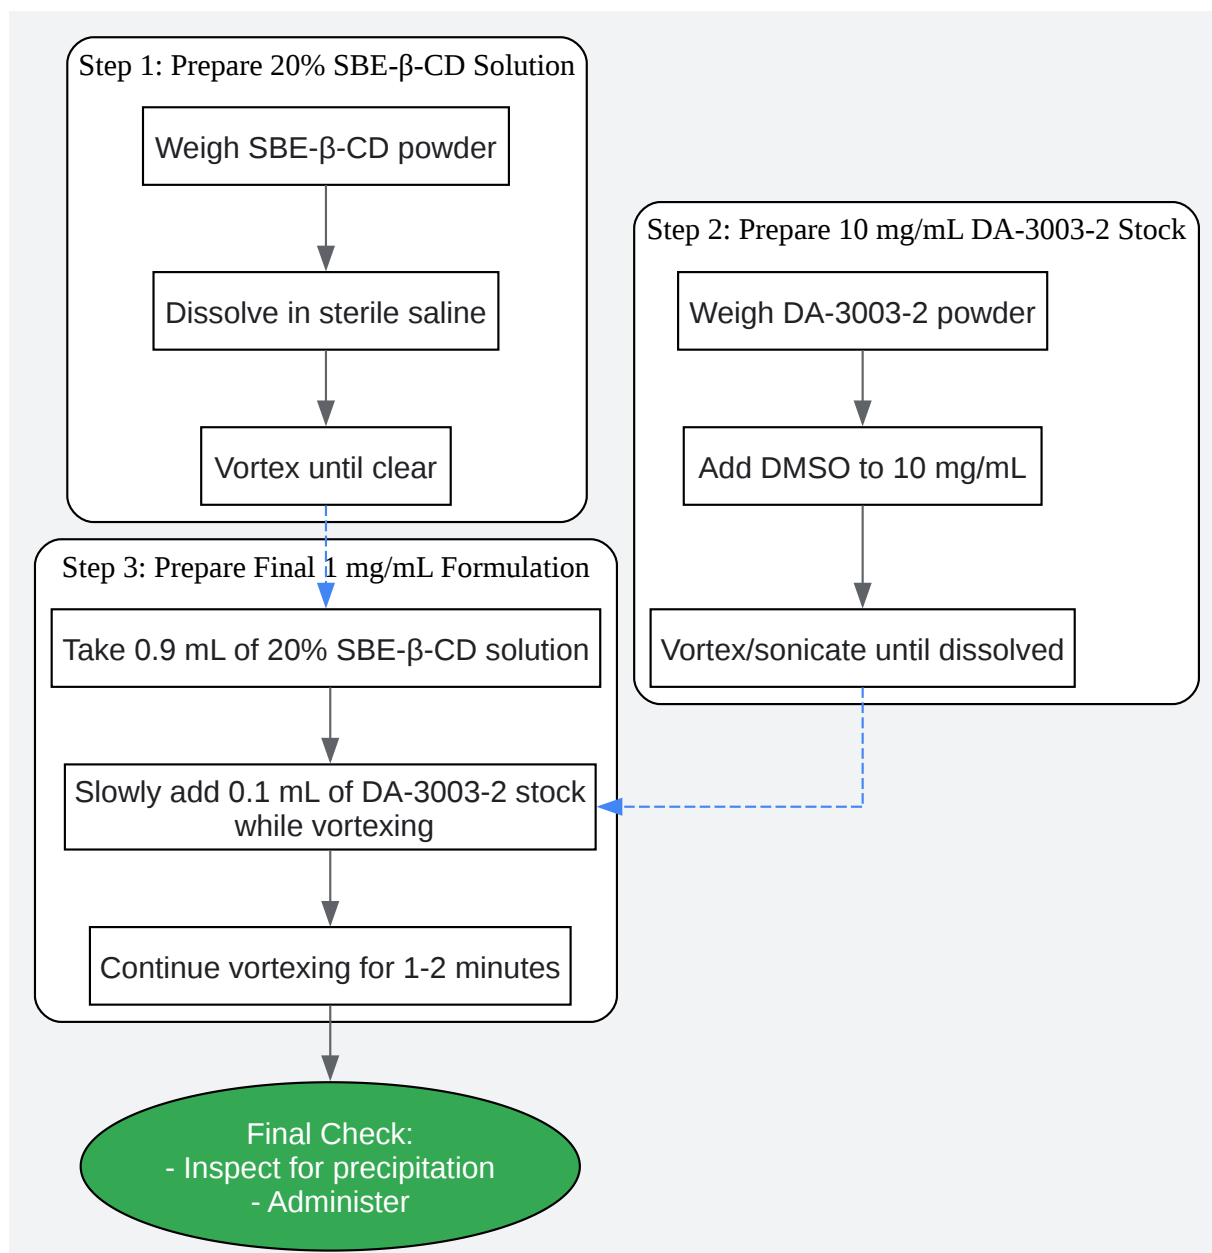 Step 1: Prepare 20% SBE-β-CD Solution
Weigh SBE-β-CD powder
Dissolve in sterile saline
Vortex until clear
Step 2: Prepare 10 mg/mL DA-3003-2 Stock
Weigh DA-3003-2 powder
Add DMSO to 10 mg/mL
Vortex/sonicate until dissolved
Step 3: Prepare Final 1 mg/mL Formulation
Take 0.9 mL of 20% SBE-β-CD solution
Slowly add 0.1 mL of DA-3003-2 stock
while vortexing
Continue vortexing for 1-2 minutes
Final Check:
- Inspect for precipitation
- Administer